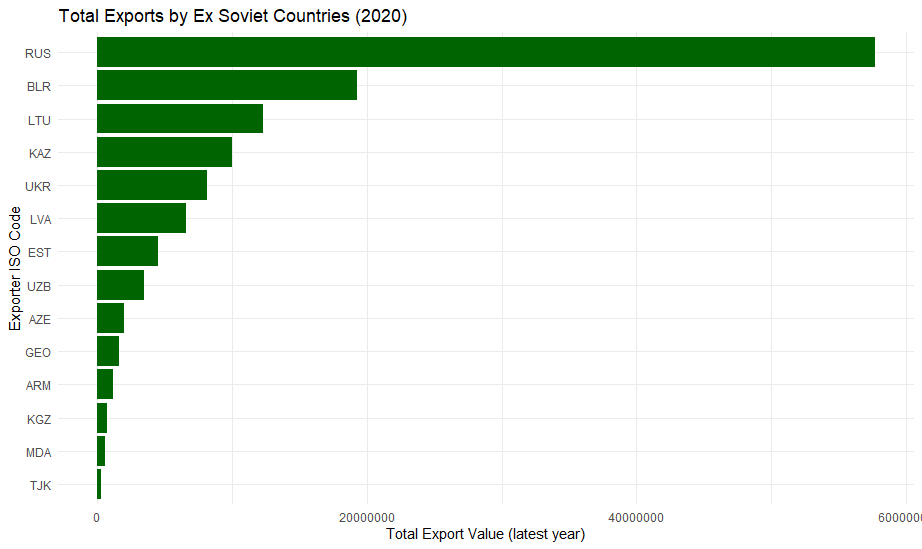 Total Exports by Ex Soviet Countries (2020)
Exporter ISO Code
RUS
BLR
LTU
KAZ
UKR
LVA
EST
UZB
AZE
GEO
ARM
KGZ
MDA
TJK
0 20000000 40000000 6000000
Total Export Value (latest year)